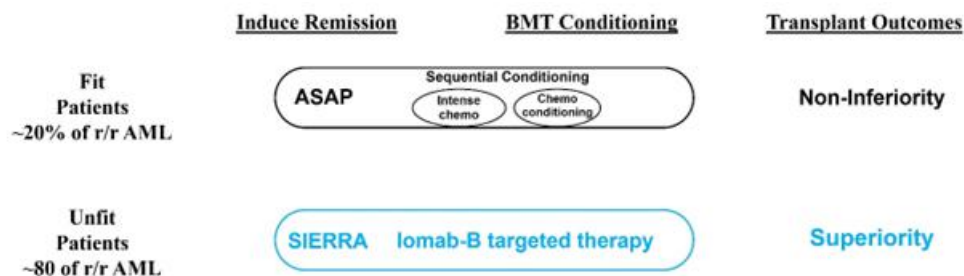 Induce Remission BMT Conditioning Transplant Outcomes
Fit
Patients
~20% of r/r AML
Sequential Conditioning
ASAP
Intense
chemo
Chemo
conditioning
Non-Inferiority
Unfit
Patients
~80 of r/r AML
SIERRA Iomab-B targeted therapy
Superiority